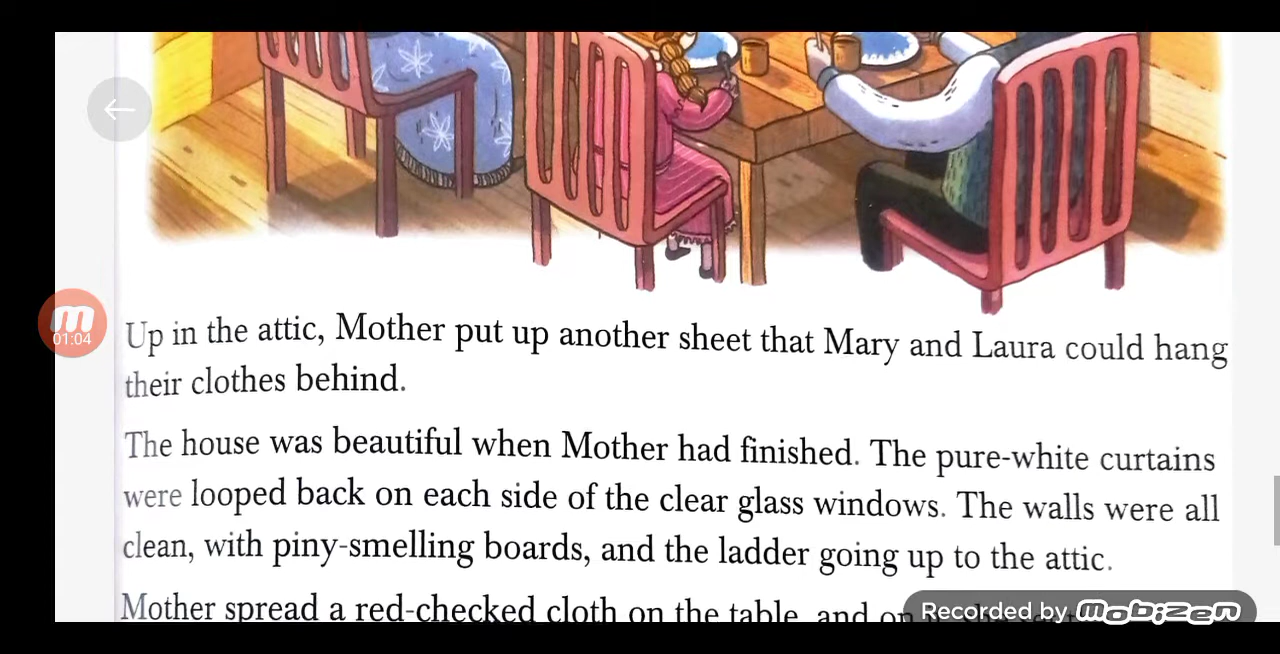 Up in the attic, Mother put up another sheet that Mary and Laura could hang
their clothes behind.
The house was beautiful when Mother had finished. The pure-white curtains
were looped back on each side of the clear glass windows. The walls were all
clean, with piny-smelling boards, and the ladder going up to the attic.
Mother spread a red-checked cloth on the table, and on
01:04
Recorded by mobizen